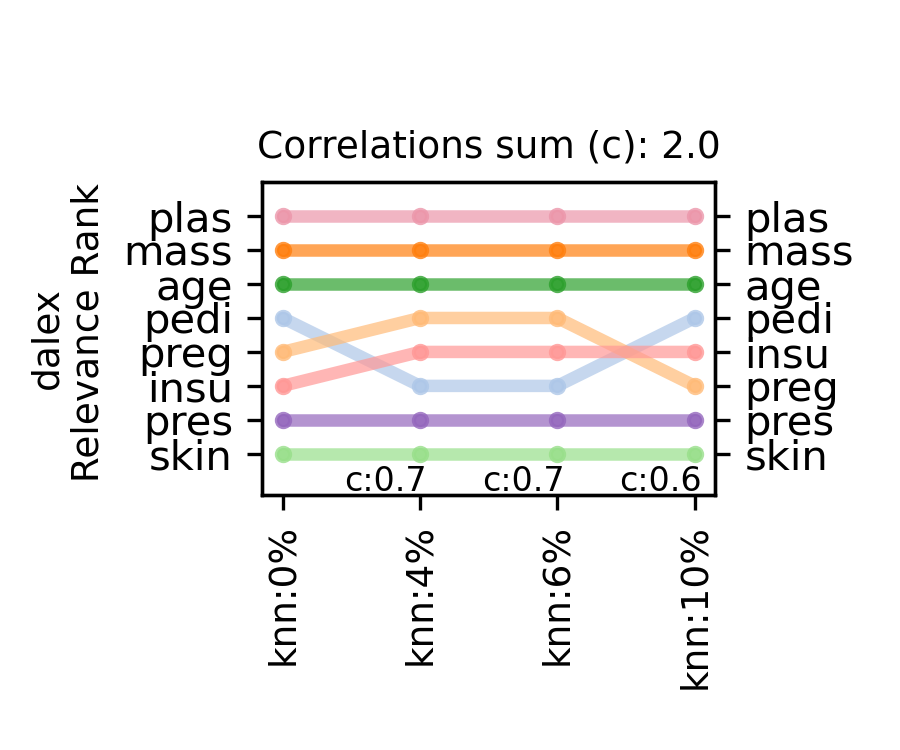 Correlations sum (c): 2.0
dalex
Relevance Rank
plas
mass
age
pedi
preg
insu
pres
skin
plas
mass
age
pedi
insu
preg
pres
skin
c:0.7
c:0.7
c:0.6
knn:0%
knn:4%
knn:6%
knn:10%